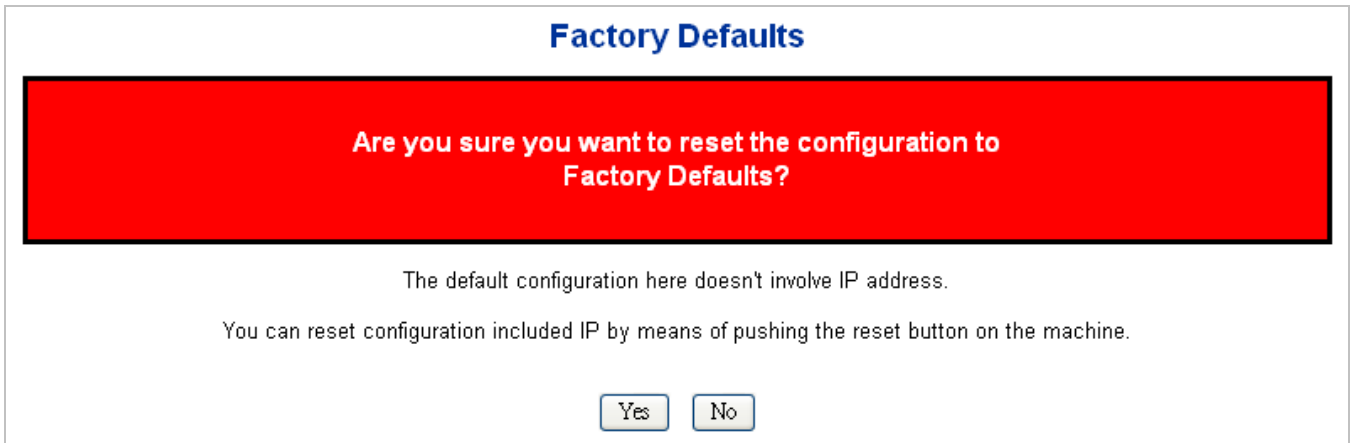 Factory Defaults
Are you sure you want to reset the configuration to
Factory Defaults?
The default configuration here doesn't involve IP address.
You can reset configuration included IP by means of pushing the reset button on the machine.
Yes No